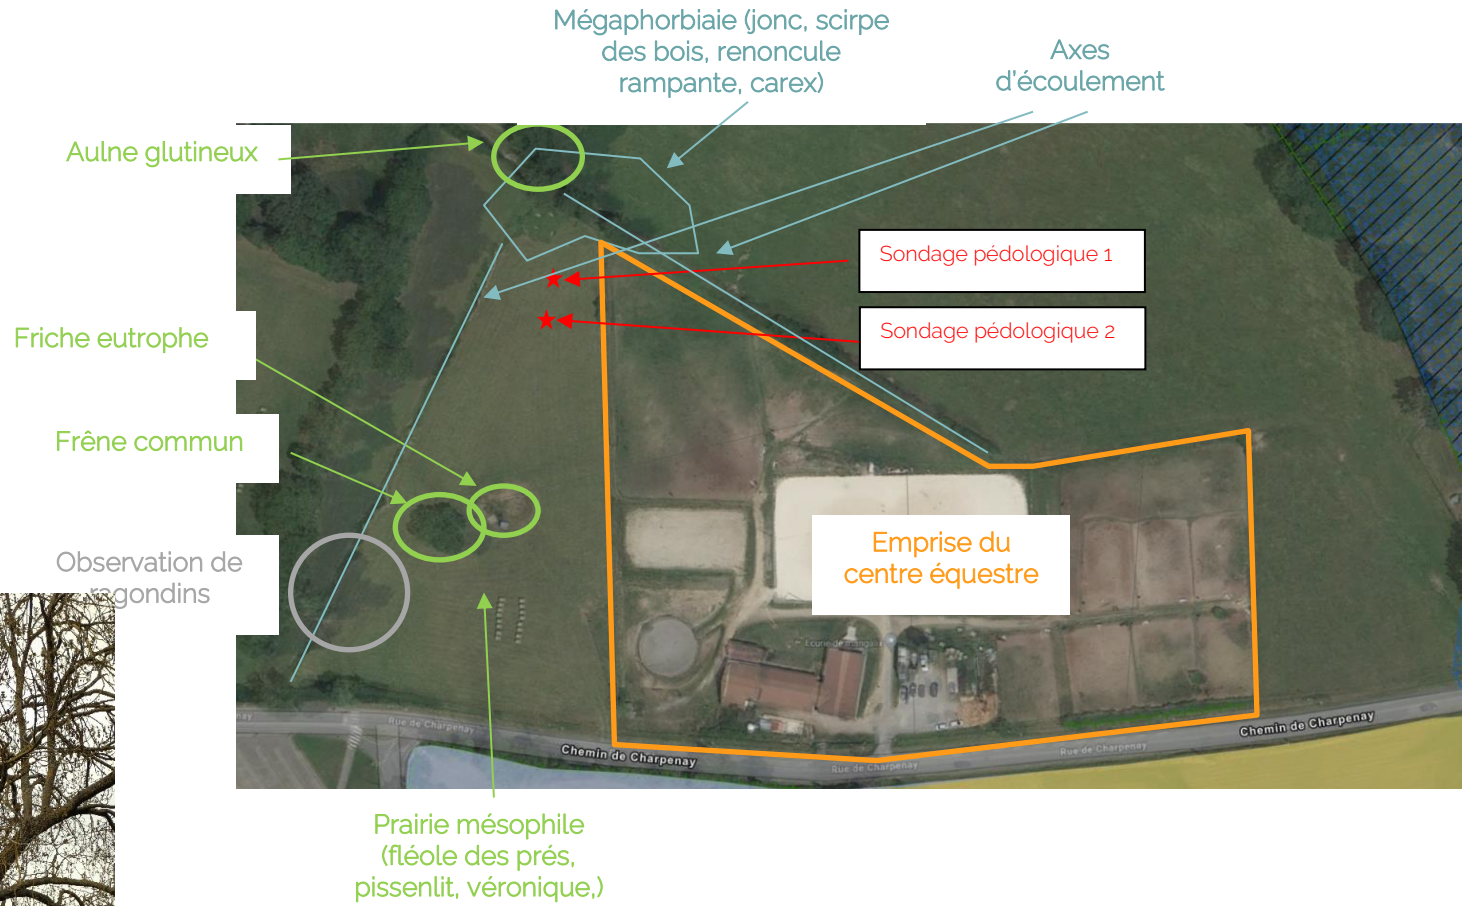 Mégaphorbiaie (jonc, scirpe
des bois, renoncule
rampante, carex)
Axes
d'écoulement
Aulne glutineux
Sondage pédologique 1
Sondage pédologique 2
Friche eutrophe
Frêne commun
Emprise du
centre équestre
Observation de
ragondins
Rue de Charpenay
Chemin de Charpenay
Rue de Charpenay
Rue de Charpenay
Chemin de Charpenay
Prairie mésophile
(fléole des prés,
pissenlit, véronique,)